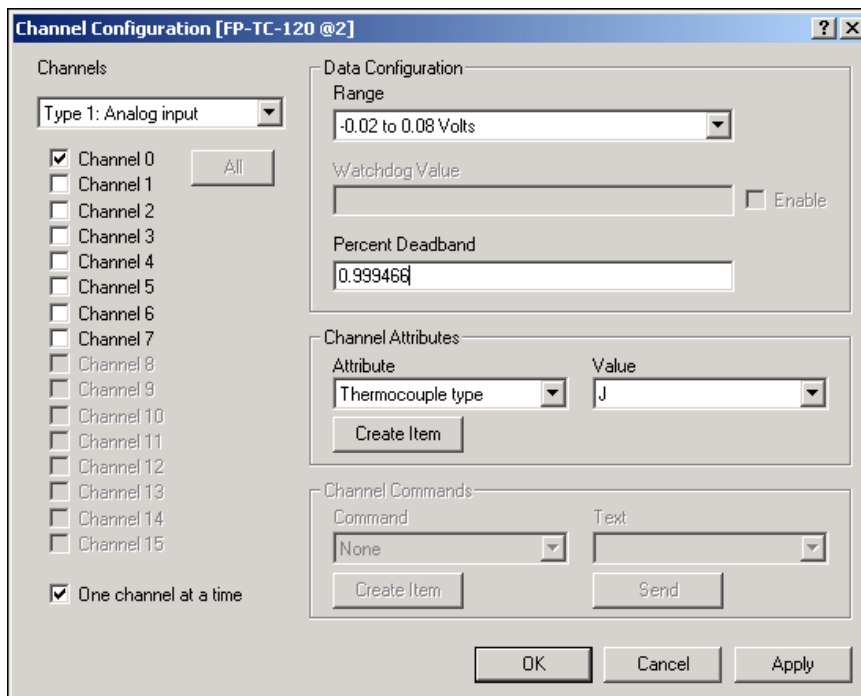 Channel Configuration [FP-TC-120 @2]
Channels
Type 1: Analog input
Channel 0
All
Channel 1
Channel 2
Channel 3
Channel 4
Channel 5
Channel 6
Channel 7
Channel 8
Channel 9
Channel 10
Channel 11
Channel 12
Channel 13
Channel 14
Channel 15
One channel at a time
Data Configuration
Range
-0.02 to 0.08 Volts
Watchdog Value
Enable
Percent Deadband
0.999466
Channel Attributes
Attribute Value
Thermocouple type J
Create Item
Channel Commands
Command Text
None
Create Item Send
OK Cancel Apply